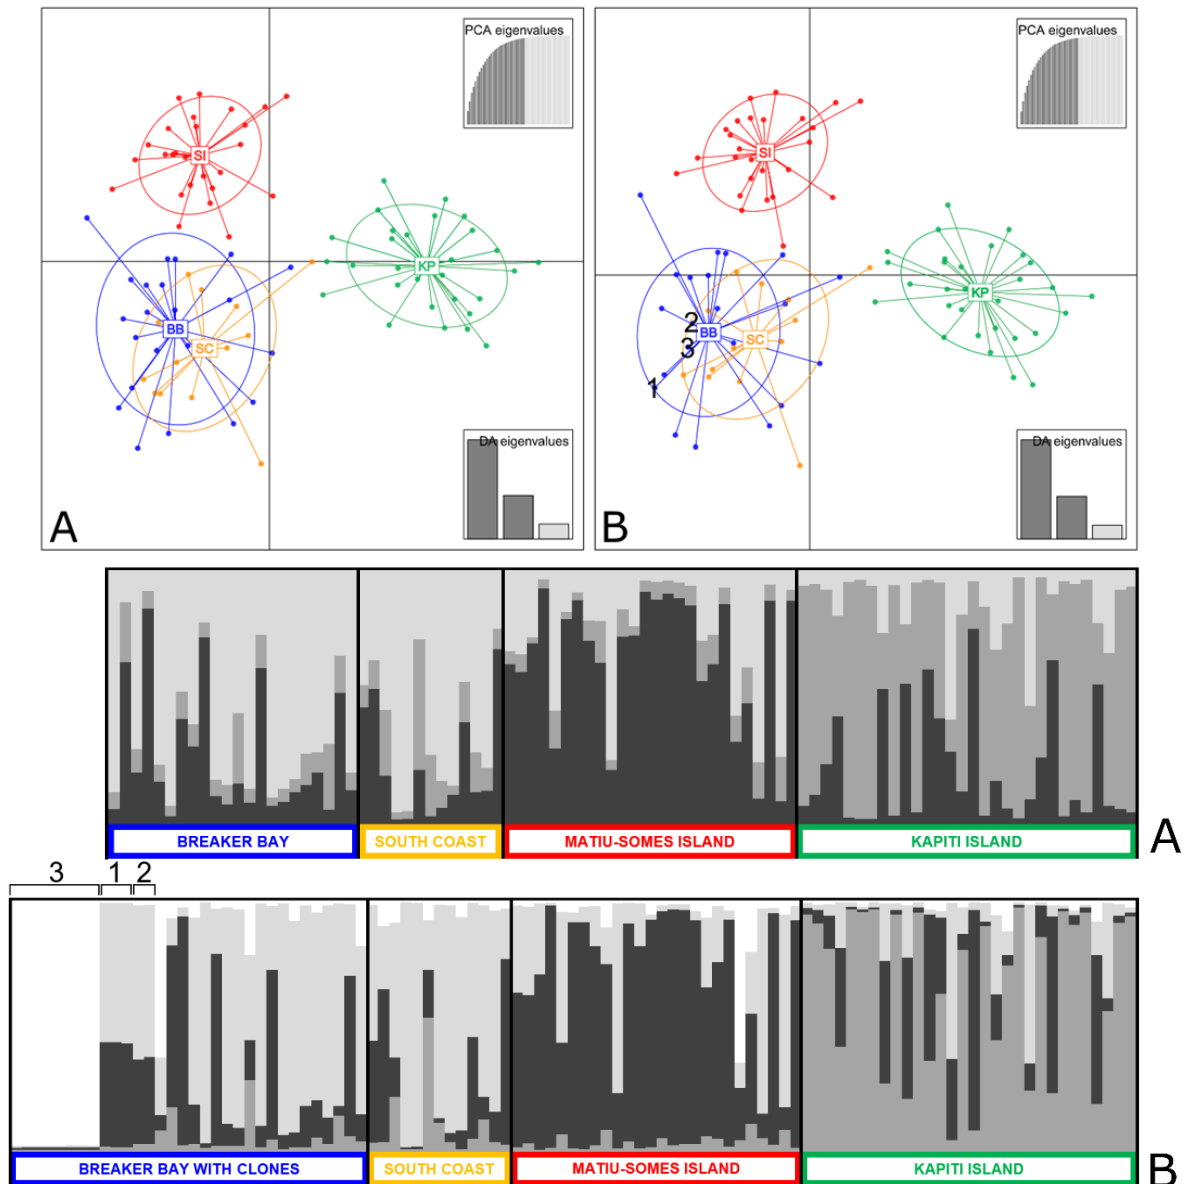 PCA eigenvalues
SI
KP
BB
SC
DA eigenvalues
A
PCA eigenvalues
SI
KP
2
BB
3
SC
1
DA eigenvalues
B
BREAKER BAY
SOUTH COAST
MATIU-SOMES ISLAND
KAPITI ISLAND
A
3 1 2
BREAKER BAY WITH CLONES
SOUTH COAST
MATIU-SOMES ISLAND
KAPITI ISLAND
B